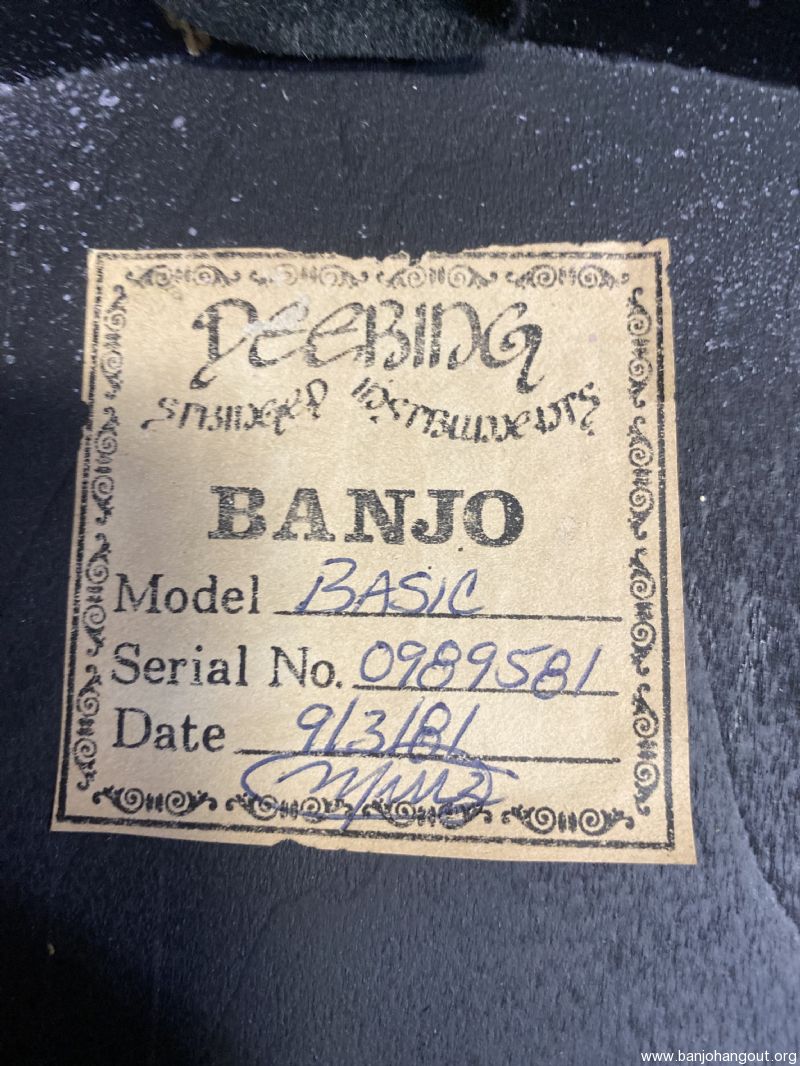 DEERING
STRINGED INSTRUMENTS
BANJO
Model BASIC
Serial No. 0989581
Date 9/3/81
www.banjohangout.org